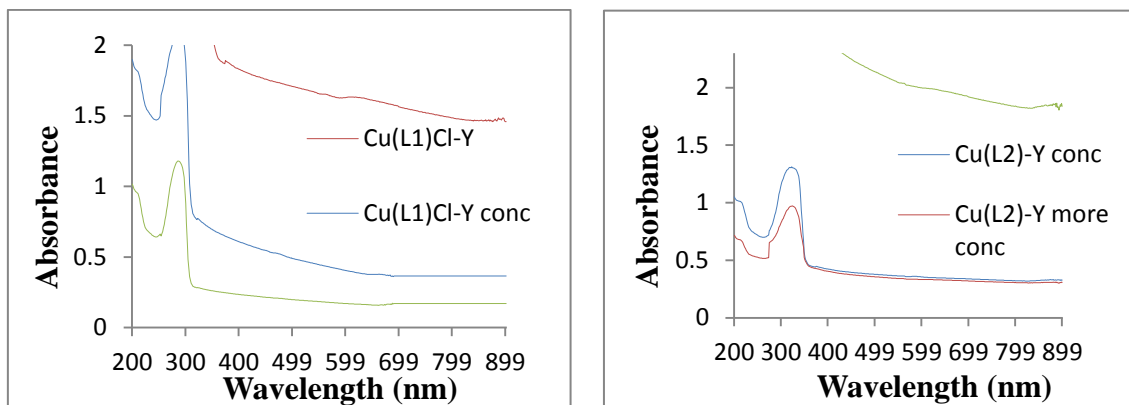 2
1.5
1
0.5
0
200 300 400 499 599 699 799 899
Absorbance
Wavelength (nm)
Cu(L1)Cl-Y
Cu(L1)Cl-Y conc
2
1.5
1
0.5
0
200 300 400 499 599 699 799 899
Absorbance
Wavelength (nm)
Cu(L2)-Y conc
Cu(L2)-Y more
conc